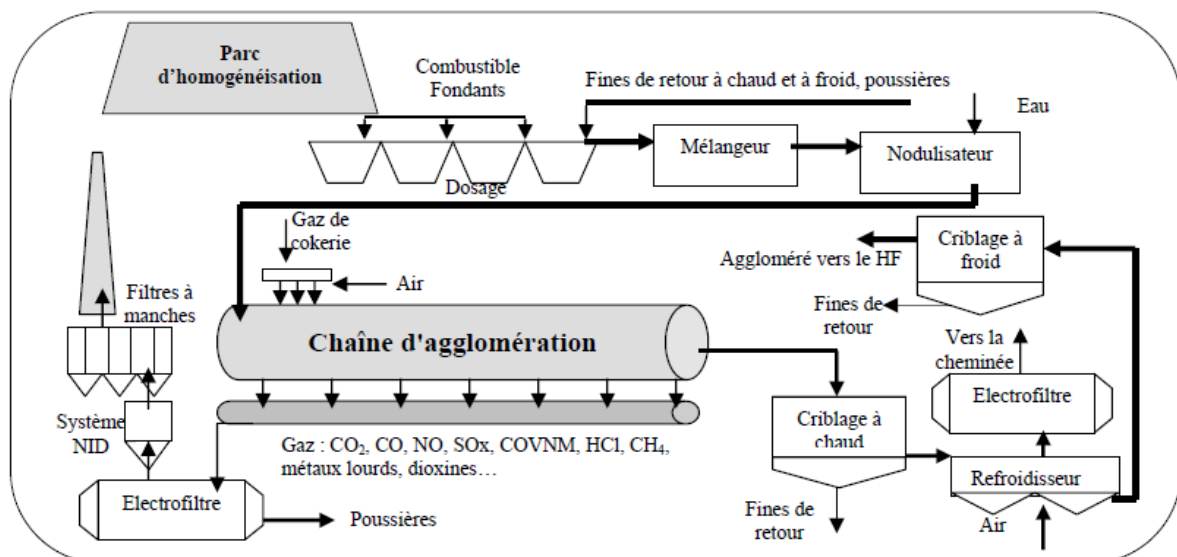 Parc
d'homogénéisation
Combustible
Fondants
Fines de retour à chaud et à froid, poussières
Eau
Mélangeur
Nodulisateur
Dosage
Gaz de
cokerie
Air
Criblage à
froid
Aggloméré vers le HF
Filtres à
manches
Chaîne d'agglomération
Fines de
retour
Vers la
cheminée
Electrofiltre
Système
NID
Criblage à
chaud
Gaz : CO₂, CO, NO, SOx, COVNM, HCl, CH₄,
métaux lourds, dioxines…
Refroidisseur
Electrofiltre
Poussières
Fines de
retour
Air